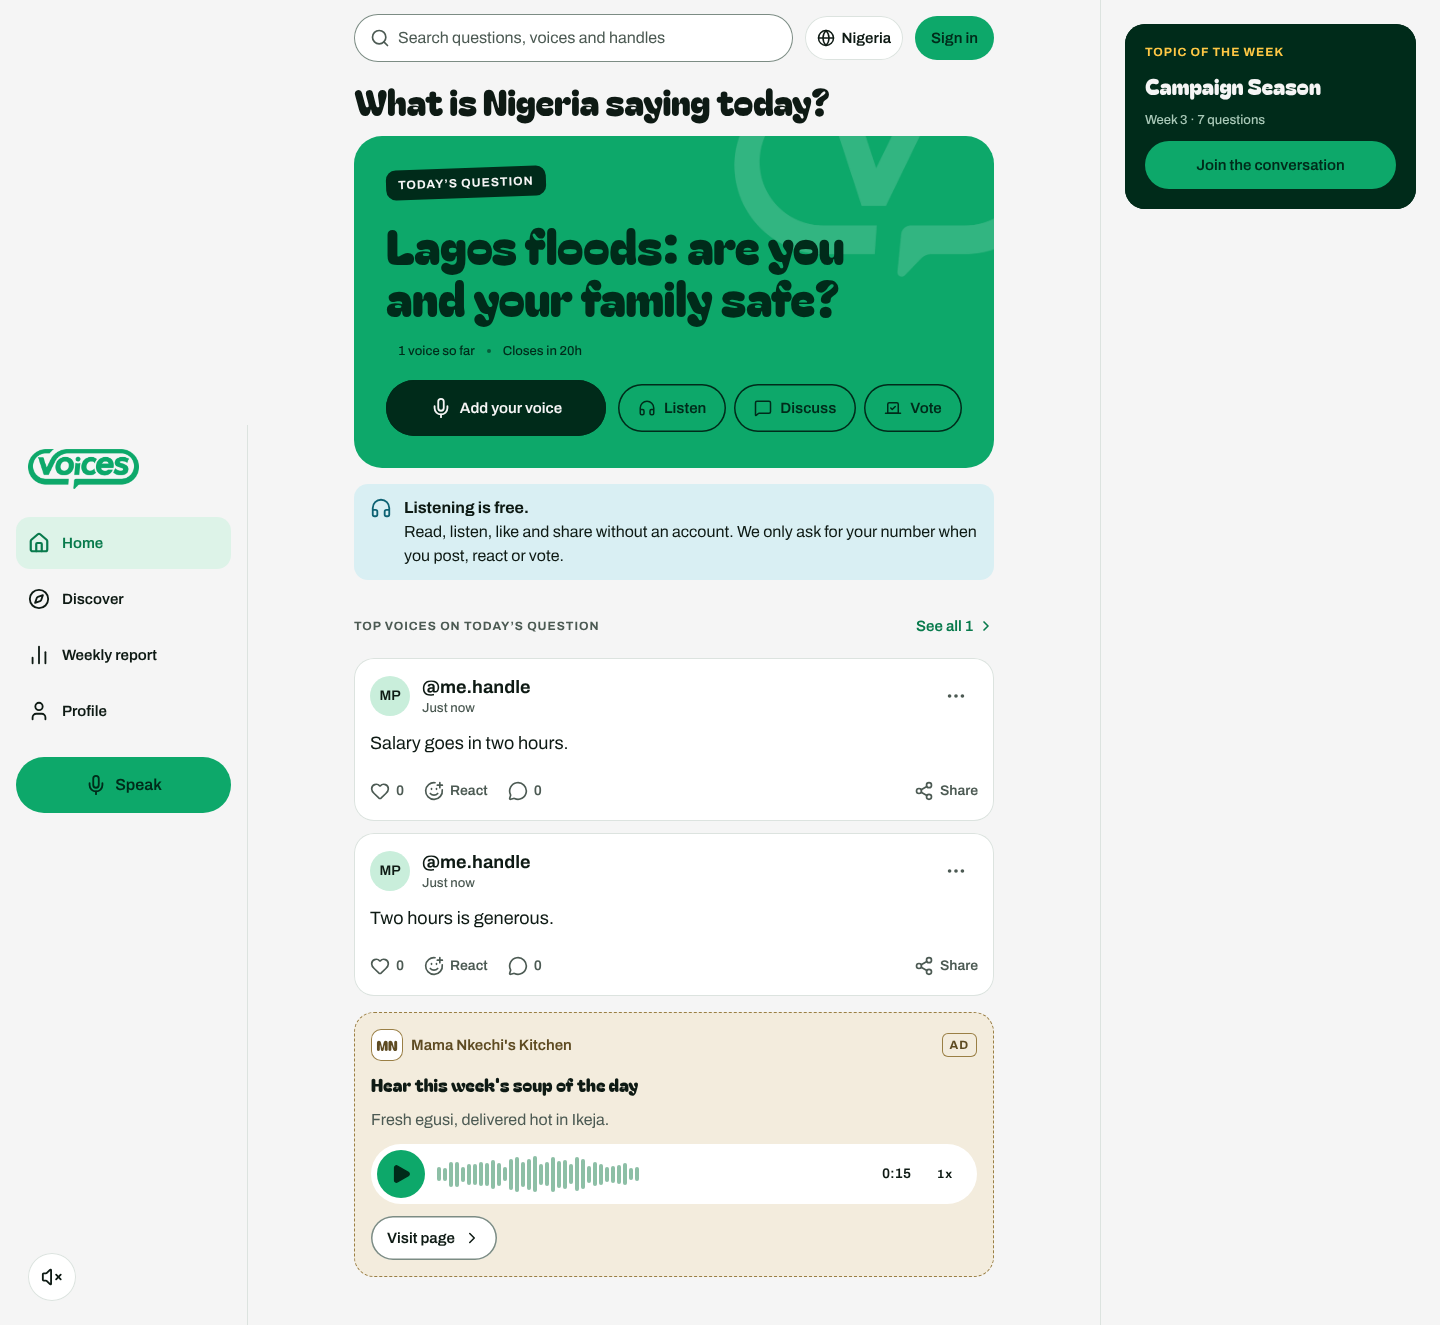 Search questions, voices and handles
Nigeria
Sign in
What is Nigeria saying today?
TODAY’S QUESTION
Lagos floods: are you
and your family safe?
1 voice so far • Closes in 20h
Add your voice
Listen
Discuss
Vote
Listening is free.
Read, listen, like and share without an account. We only ask for your number when
you post, react or vote.
TOP VOICES ON TODAY’S QUESTION
See all 1
MP
@me.handle
Just now
Salary goes in two hours.
0
React
0
Share
MP
@me.handle
Just now
Two hours is generous.
0
React
0
Share
MN
Mama Nkechi's Kitchen
AD
Hear this week's soup of the day
Fresh egusi, delivered hot in Ikeja.
0:15
1x
Visit page
voices
Home
Discover
Weekly report
Profile
Speak
TOPIC OF THE WEEK
Campaign Season
Week 3 · 7 questions
Join the conversation